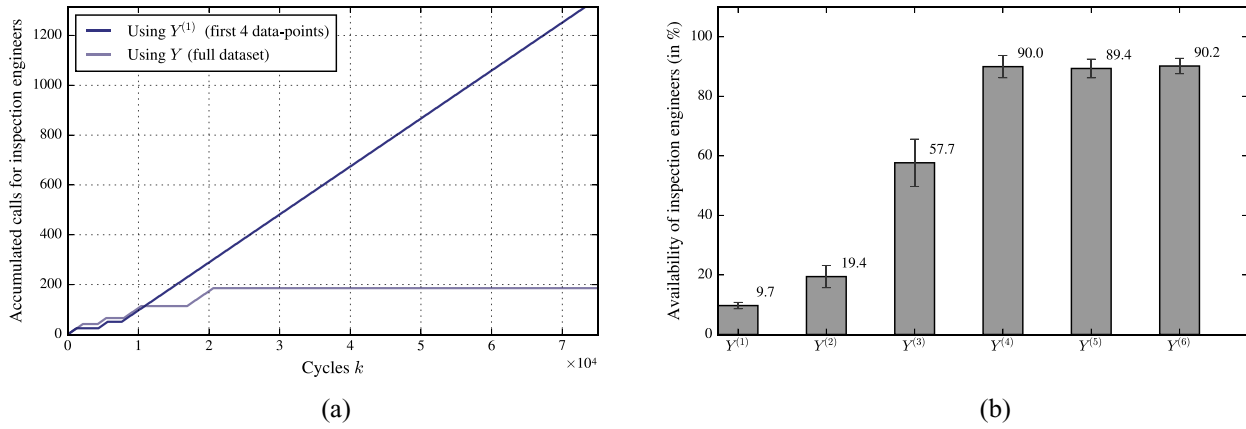 Using Y^(1) (first 4 data-points)
Using Y (full dataset)
Accumulated calls for inspection engineers
1200
1000
800
600
400
200
0
0 1 2 3 4 5 6 7
×10^4
Cycles k
(a)
Availability of inspection engineers (in %)
100
80
60
40
20
0
9.7
19.4
57.7
90.0
89.4
90.2
Y^(1) Y^(2) Y^(3) Y^(4) Y^(5) Y^(6)
(b)